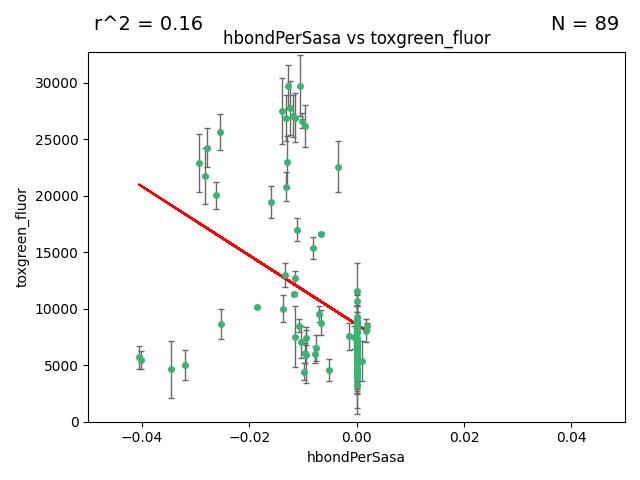 r^2 = 0.16
N = 89
hbondPerSasa vs toxgreen_fluor
30000
25000
20000
15000
10000
5000
0
toxgreen_fluor
−0.04
−0.02
0.00
0.02
0.04
hbondPerSasa